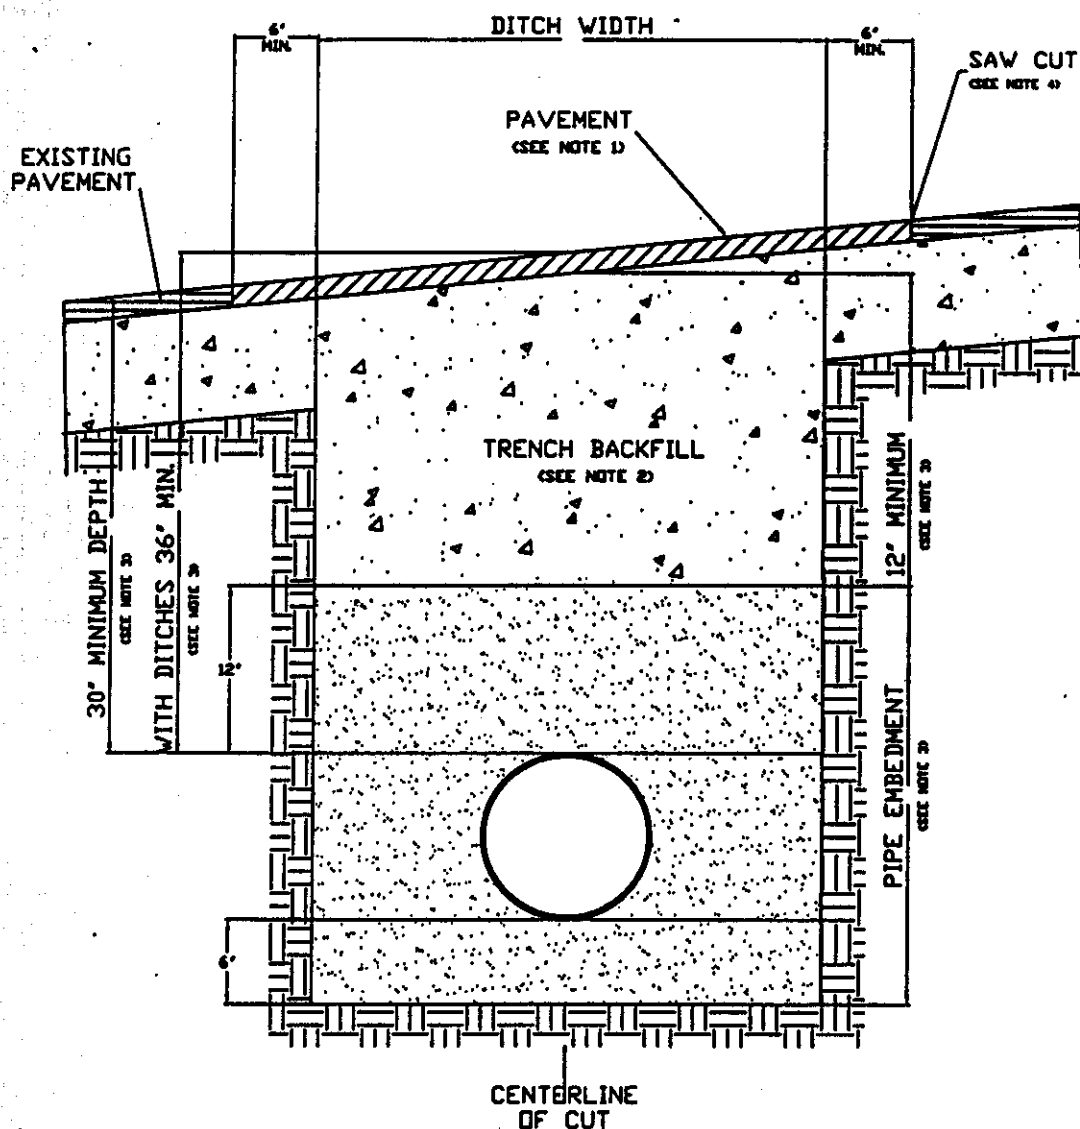 6"
MIN.
DITCH WIDTH
6"
MIN.
SAW CUT
(SEE NOTE 4)
PAVEMENT
(SEE NOTE 1)
EXISTING
PAVEMENT
TRENCH BACKFILL
(SEE NOTE 2)
30" MINIMUM DEPTH
(SEE NOTE 3)
WITH DITCHES 36" MIN.
(SEE NOTE 3)
12" MINIMUM
(SEE NOTE 3)
12"
PIPE EMBEDMENT
(SEE NOTE 3)
6"
CENTERLINE
OF CUT